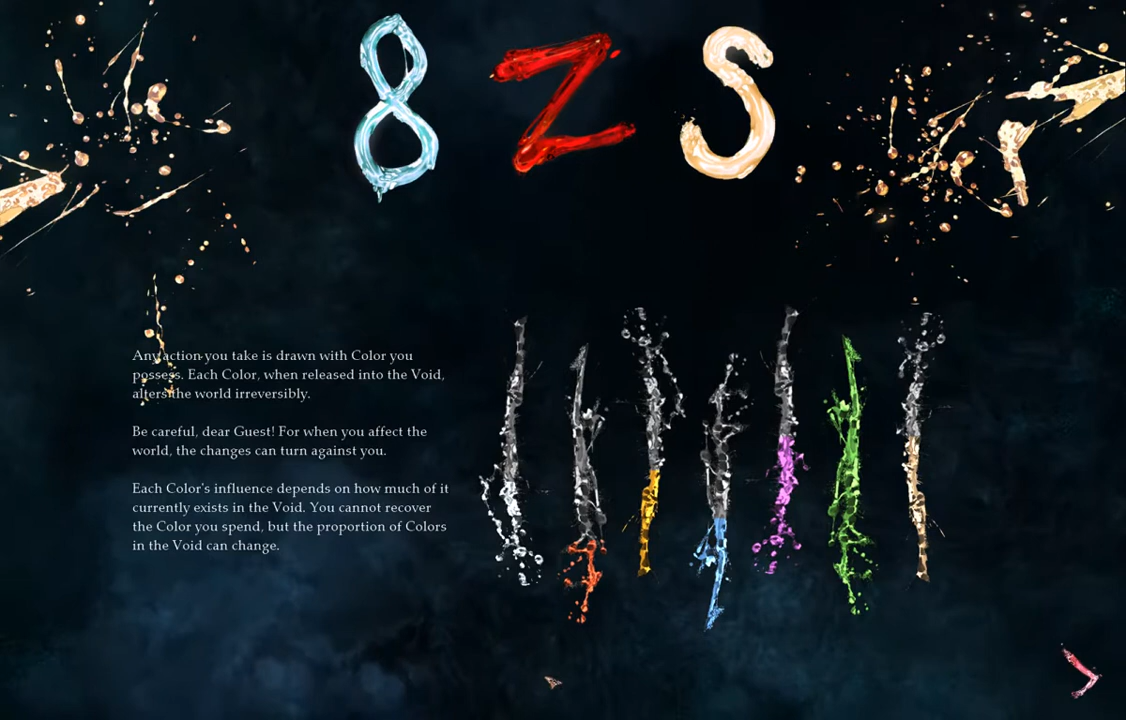 8 Z S
Any action you take is drawn with Color you
possess. Each Color, when released into the Void,
alters the world irreversibly.
Be careful, dear Guest! For when you affect the
world, the changes can turn against you.
Each Color's influence depends on how much of it
currently exists in the Void. You cannot recover
the Color you spend, but the proportion of Colors
in the Void can change.